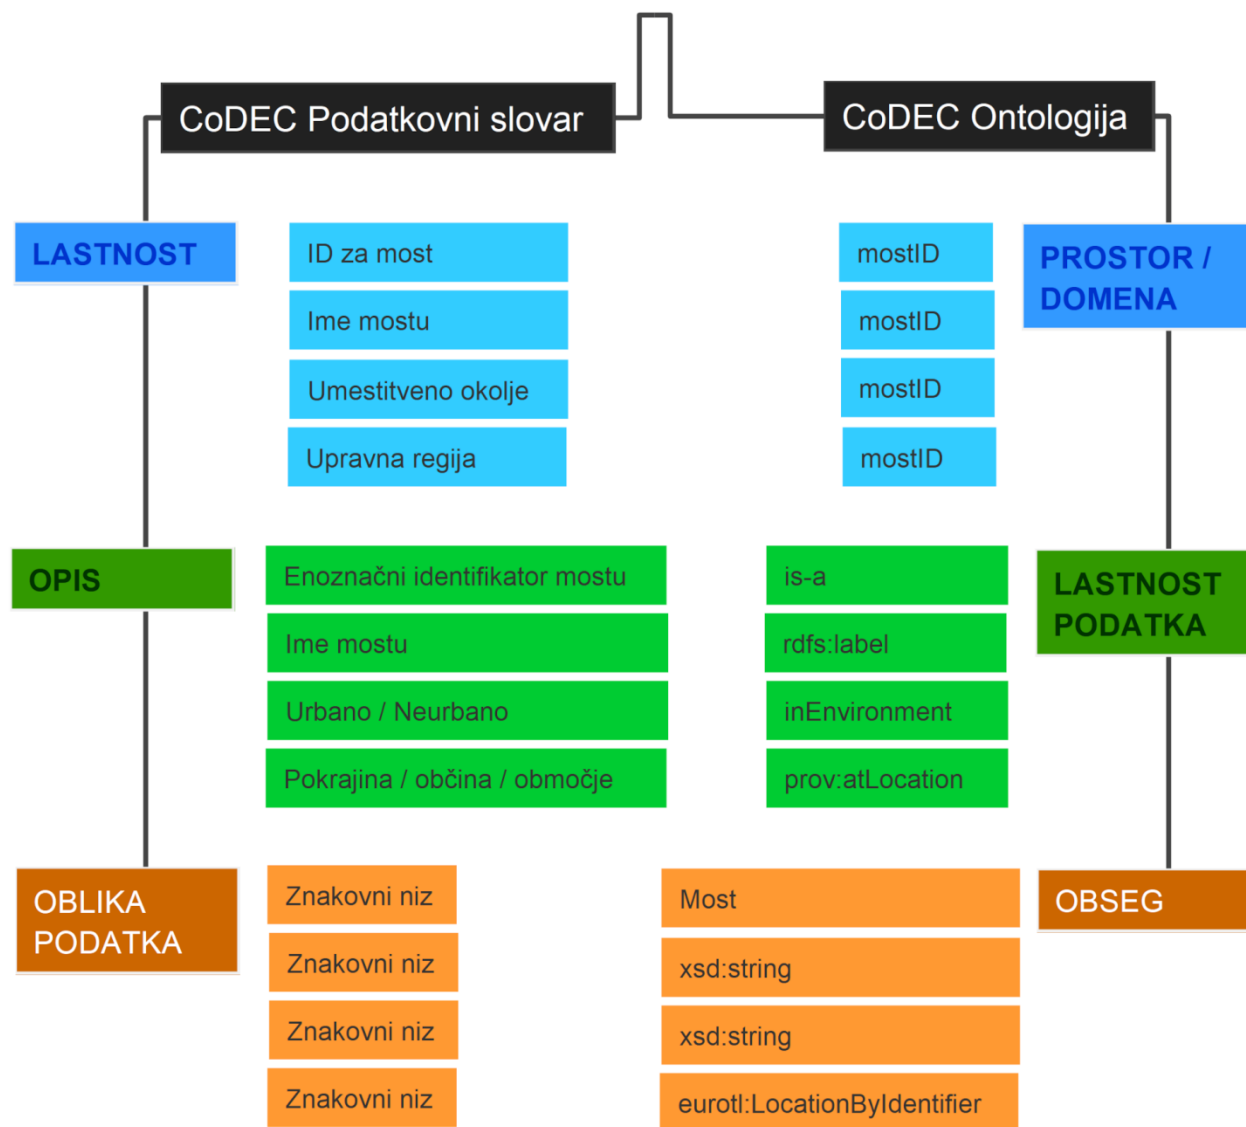 CoDEC Podatkovni slovar
CoDEC Ontologija
LASTNOST
ID za most
Ime mostu
Umestitveno okolje
Upravna regija
mostID
mostID
mostID
mostID
PROSTOR /
DOMENA
OPIS
Enoznačni identifikator mostu
Ime mostu
Urbano / Neurbano
Pokrajina / občina / območje
is-a
rdfs:label
inEnvironment
prov:atLocation
LASTNOST
PODATKA
OBLIKA
PODATKA
Znakovni niz
Znakovni niz
Znakovni niz
Znakovni niz
Most
xsd:string
xsd:string
eurotl:LocationByIdentifier
OBSEG